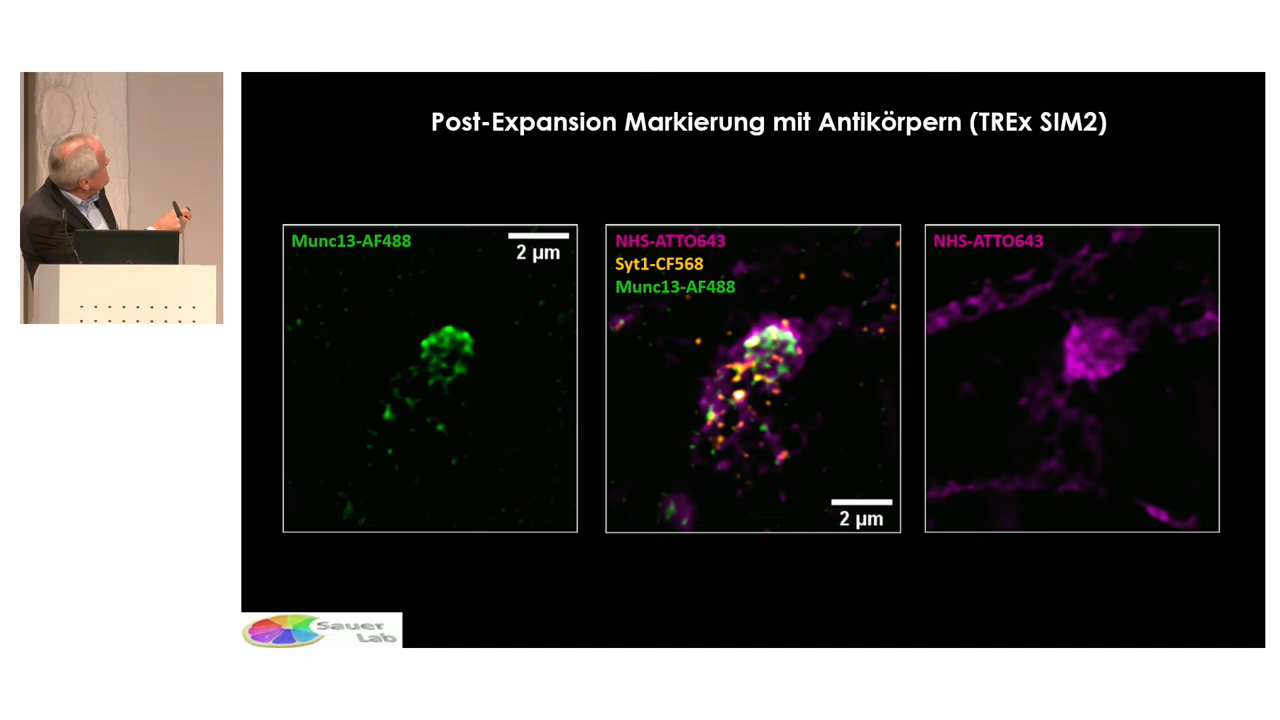 Post-Expansion Markierung mit Antikörpern (TREx SIM2)
Munc13-AF488
2 µm
NHS-ATTO643
Syt1-CF568
Munc13-AF488
2 µm
NHS-ATTO643
Sauer
Lab